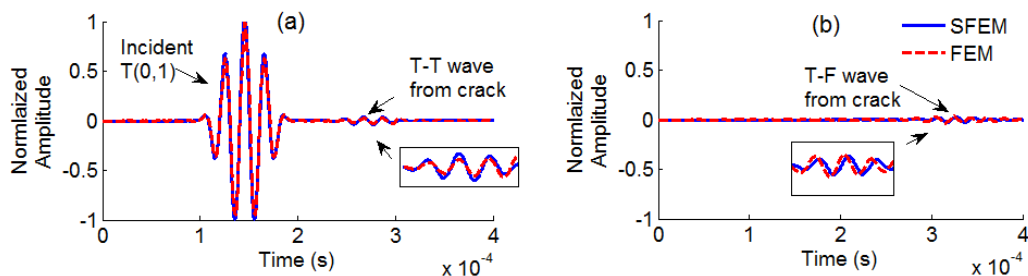 (a)
Normlaized
Amplitude
1
0.5
0
-0.5
-1
Incident
T(0,1)
T-T wave
from crack
0
1
2
3
4
Time (s)
x 10^-4
(b)
Normlaized
Amplitude
1
0.5
0
-0.5
-1
SFEM
FEM
T-F wave
from crack
0
1
2
3
4
Time (s)
x 10^-4